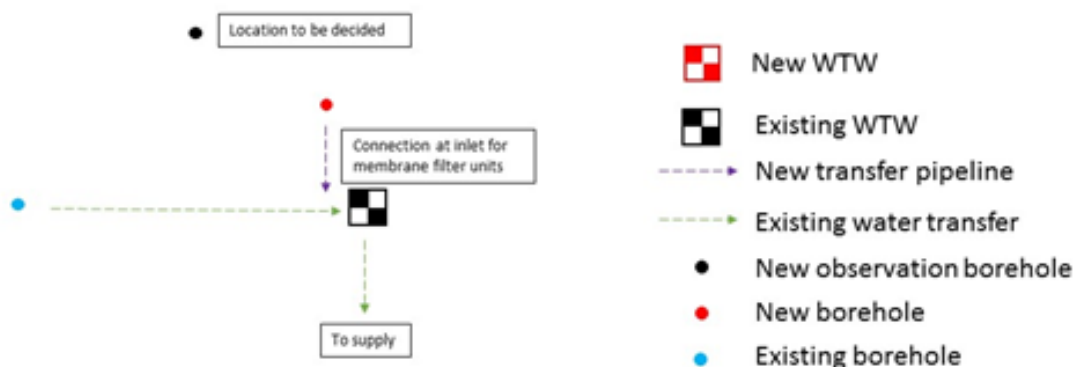 Location to be decided
Connection at inlet for
membrane filter units
To supply
New WTW
Existing WTW
New transfer pipeline
Existing water transfer
New observation borehole
New borehole
Existing borehole